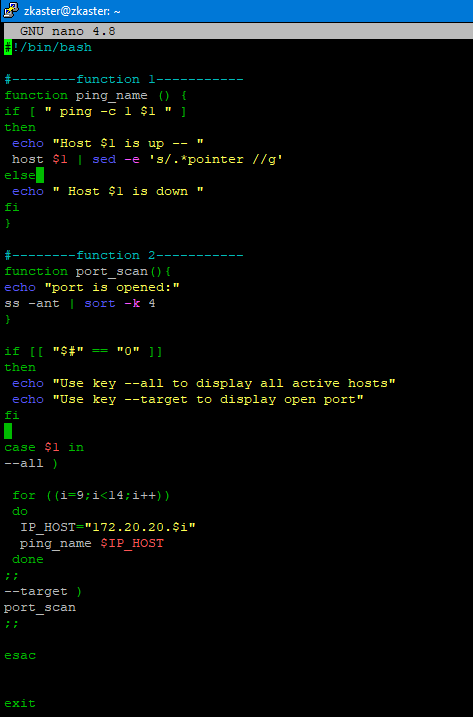 zkaster@zkaster: ~
GNU nano 4.8
#!/bin/bash
#--------function 1-----------
function ping_name () {
if [ " ping -c 1 $1 " ]
then
echo "Host $1 is up -- "
host $1 | sed -e 's/.*pointer //g'
else
echo " Host $1 is down "
fi
}
#--------function 2-----------
function port_scan(){
echo "port is opened:"
ss -ant | sort -k 4
}
if [[ "$#" == "0" ]]
then
echo "Use key --all to display all active hosts"
echo "Use key --target to display open port"
fi
case $1 in
--all )
for ((i=9;i<14;i++))
do
IP_HOST="172.20.20.$i"
ping_name $IP_HOST
done
;;
--target )
port_scan
;;
esac
exit